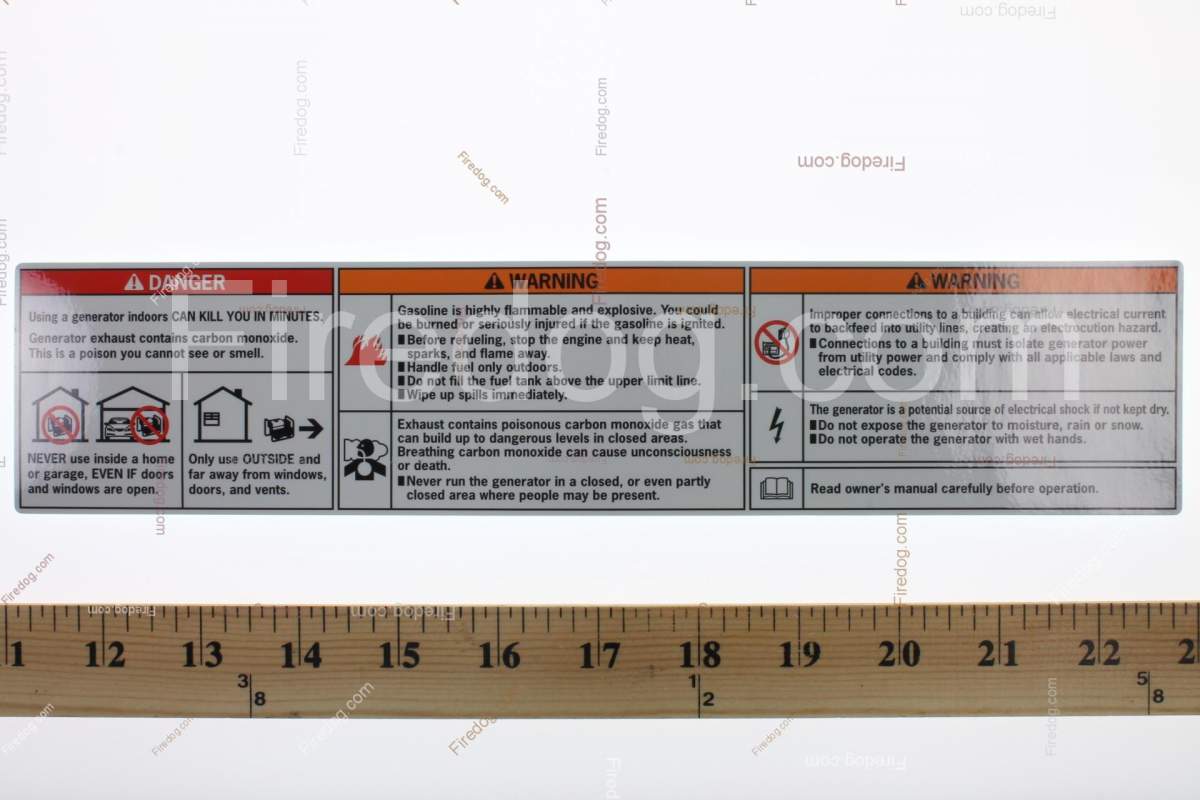 Firedog.com
DANGER
Using a generator indoors CAN KILL YOU IN MINUTES.
Generator exhaust contains carbon monoxide.
This is a poison you cannot see or smell.
NEVER use inside a home
or garage, EVEN IF doors
and windows are open.
Only use OUTSIDE and
far away from windows,
doors, and vents.
WARNING
Gasoline is highly flammable and explosive. You could
be burned or seriously injured if the gasoline is ignited.
Before refueling, stop the engine and keep heat,
sparks, and flame away.
Handle fuel only outdoors.
Do not fill the fuel tank above the upper limit line.
Wipe up spills immediately.
Exhaust contains poisonous carbon monoxide gas that
can build up to dangerous levels in closed areas.
Breathing carbon monoxide can cause unconsciousness
or death.
Never run the generator in a closed, or even partly
closed area where people may be present.
WARNING
Improper connections to a building can allow electrical current
to backfeed into utility lines, creating an electrocution hazard.
Connections to a building must isolate generator power
from utility power and comply with all applicable laws and
electrical codes.
The generator is a potential source of electrical shock if not kept dry.
Do not expose the generator to moisture, rain or snow.
Do not operate the generator with wet hands.
Read owner's manual carefully before operation.
12 13 14 15 16 17 18 19 20 21 22
3 8 1 2 5 8